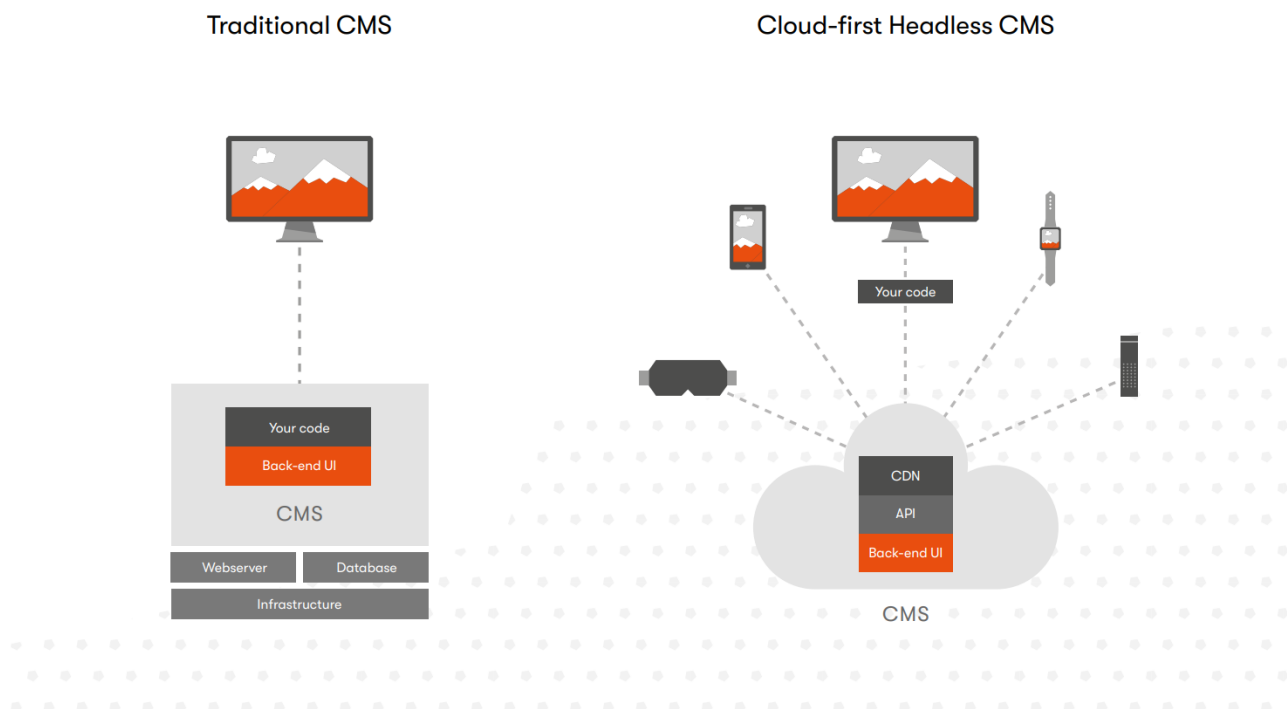 Traditional CMS
Your code
Back-end UI
CMS
Webserver
Database
Infrastructure
Cloud-first Headless CMS
Your code
CDN
API
Back-end UI
CMS